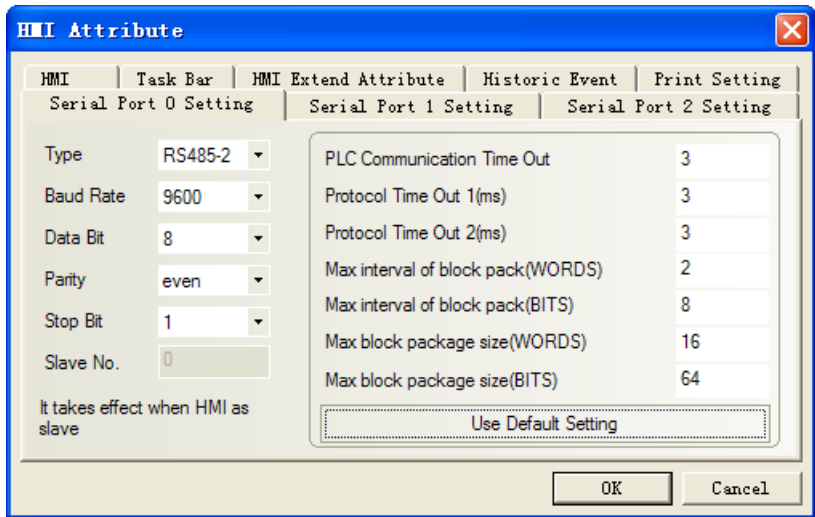 HMI Attribute
HMI Task Bar HMI Extend Attribute Historic Event Print Setting
Serial Port 0 Setting Serial Port 1 Setting Serial Port 2 Setting
Type RS485-2
Baud Rate 9600
Data Bit 8
Parity even
Stop Bit 1
Slave No. 0
It takes effect when HMI as
slave
PLC Communication Time Out 3
Protocol Time Out 1(ms) 3
Protocol Time Out 2(ms) 3
Max interval of block pack(WORDS) 2
Max interval of block pack(BITS) 8
Max block package size(WORDS) 16
Max block package size(BITS) 64
Use Default Setting
OK Cancel